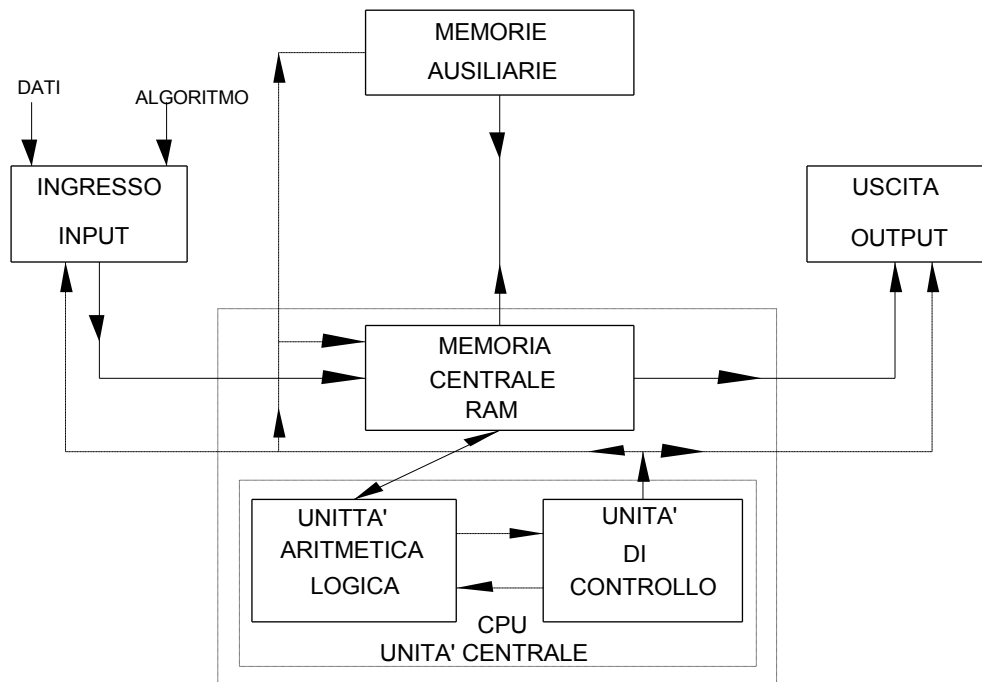 MEMORIE
AUSILIARIE
DATI
ALGORITMO
INGRESSO
INPUT
USCITA
OUTPUT
MEMORIA
CENTRALE
RAM
UNITTA'
ARITMETICA
LOGICA
UNITA'
DI
CONTROLLO
CPU
UNITA' CENTRALE